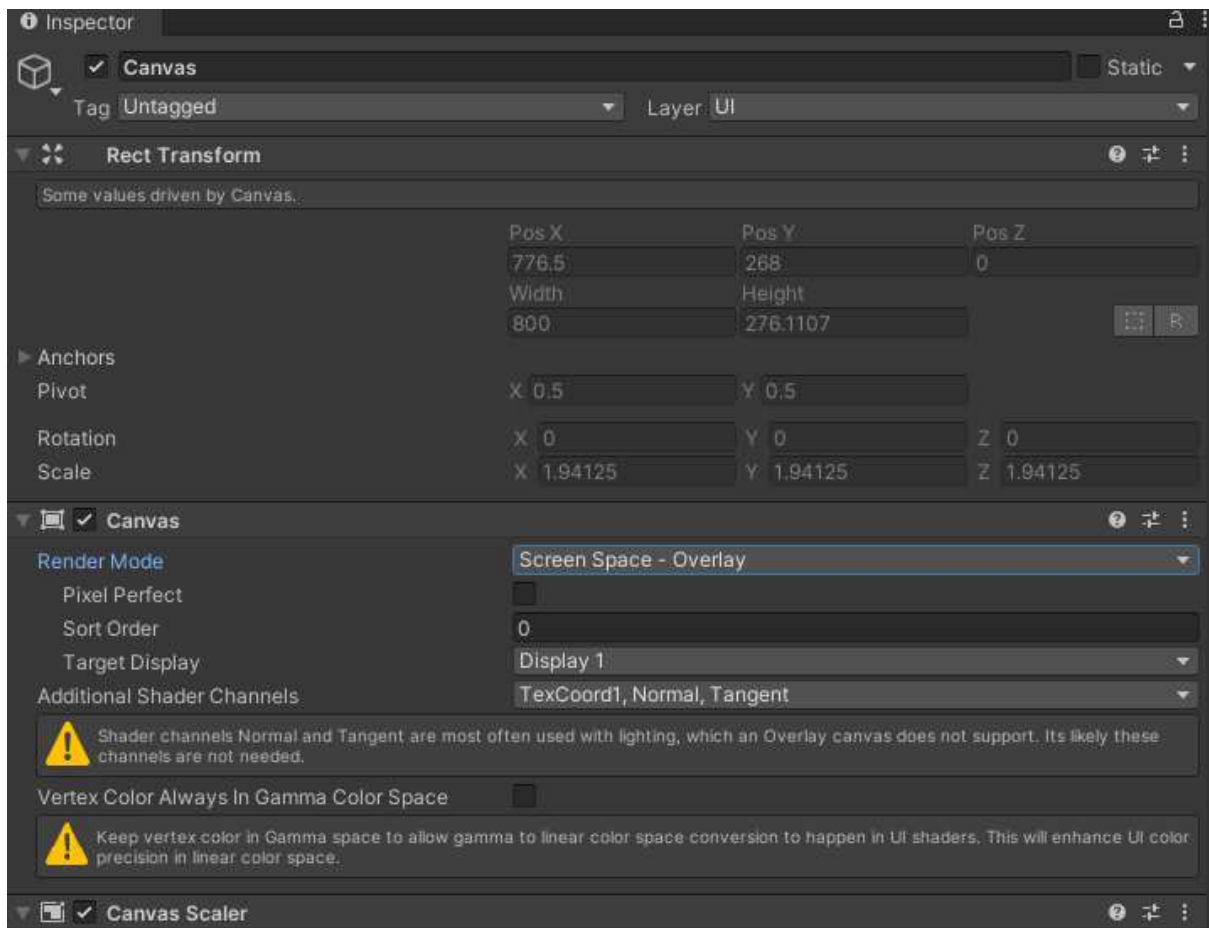 Inspector
Canvas Static
Tag Untagged Layer UI
Rect Transform
Some values driven by Canvas.
Pos X Pos Y Pos Z
776.5 268 0
Width Height
800 276.1107
R
Anchors
Pivot X 0.5 Y 0.5
Rotation X 0 Y 0 Z 0
Scale X 1.94125 Y 1.94125 Z 1.94125
Canvas
Render Mode Screen Space - Overlay
Pixel Perfect
Sort Order 0
Target Display Display 1
Additional Shader Channels TexCoord1, Normal, Tangent
Shader channels Normal and Tangent are most often used with lighting, which an Overlay canvas does not support. Its likely these
channels are not needed.
Vertex Color Always In Gamma Color Space
Keep vertex color in Gamma space to allow gamma to linear color space conversion to happen in UI shaders. This will enhance UI color
precision in linear color space.
Canvas Scaler